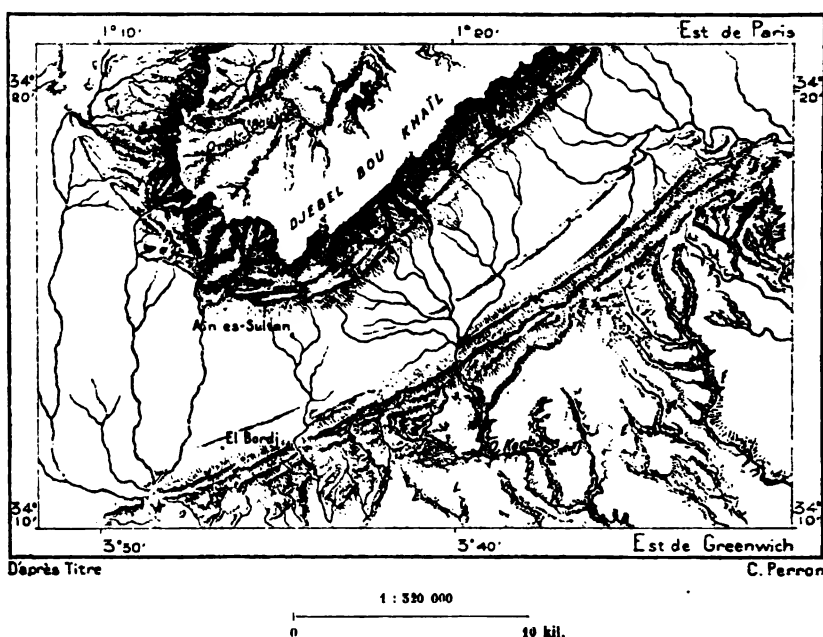 1° 10' 1° 20' Est de Paris
34° 20' 34° 20'
DJEBEL BOU KHAÏL
Aïn es-Sultan
El Bordj
34° 10' 34° 10'
3° 50' 3° 40' Est de Greenwich
D'après Titre C. Perron
1 : 320 000
0 10 kil.